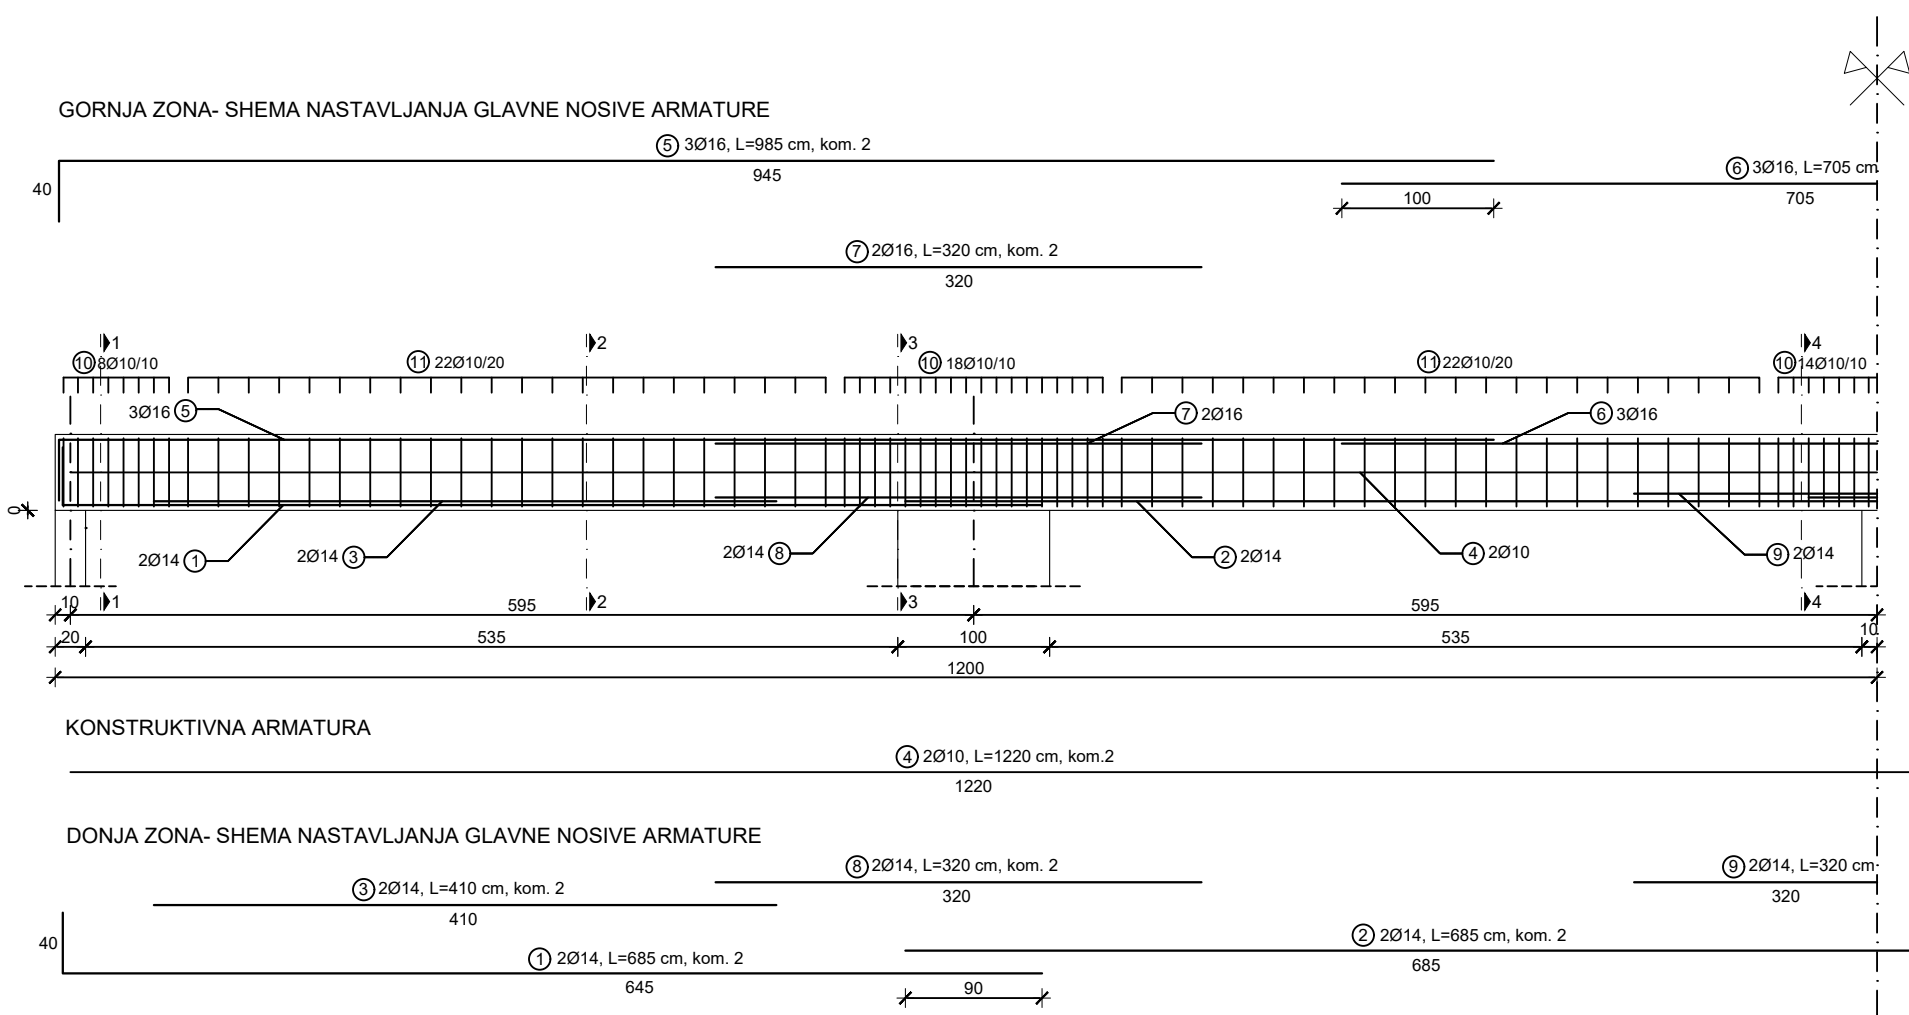 GORNJA ZONA- SHEMA NASTAVLJANJA GLAVNE NOSIVE ARMATURE
5 3Ø16, L=985 cm, kom. 2
945
40
6 3Ø16, L=705 cm
705
100
7 2Ø16, L=320 cm, kom. 2
320
1 2 3 4
10 8Ø10/10 11 22Ø10/20 10 18Ø10/10 11 22Ø10/20 10 14Ø10/10
3Ø16 5 7 2Ø16 6 3Ø16
0
2Ø14 1 2Ø14 3 2Ø14 8 2 2Ø14 4 2Ø10 9 2Ø14
1 2 3 4
10 595 595
20 535 100 535 10
1200
KONSTRUKTIVNA ARMATURA
4 2Ø10, L=1220 cm, kom.2
1220
DONJA ZONA- SHEMA NASTAVLJANJA GLAVNE NOSIVE ARMATURE
8 2Ø14, L=320 cm, kom. 2
320
9 2Ø14, L=320 cm
320
3 2Ø14, L=410 cm, kom. 2
410
2 2Ø14, L=685 cm, kom. 2
685
40
1 2Ø14, L=685 cm, kom. 2
645
90